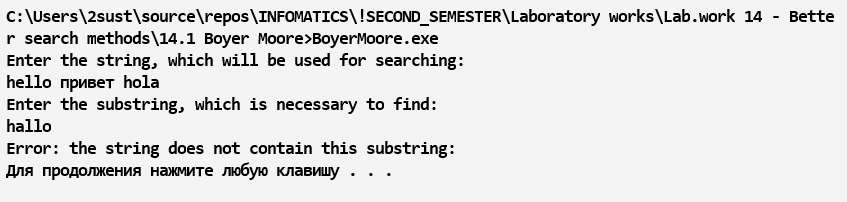 C:\Users\2sust\source\repos\INFOMATICS\!SECOND_SEMESTER\Laboratory works\Lab.work 14 - Bette
r search methods\14.1 Boyer Moore>BoyerMoore.exe
Enter the string, which will be used for searching:
hello привет hola
Enter the substring, which is necessary to find:
hallo
Error: the string does not contain this substring:
Для продолжения нажмите любую клавишу . . .